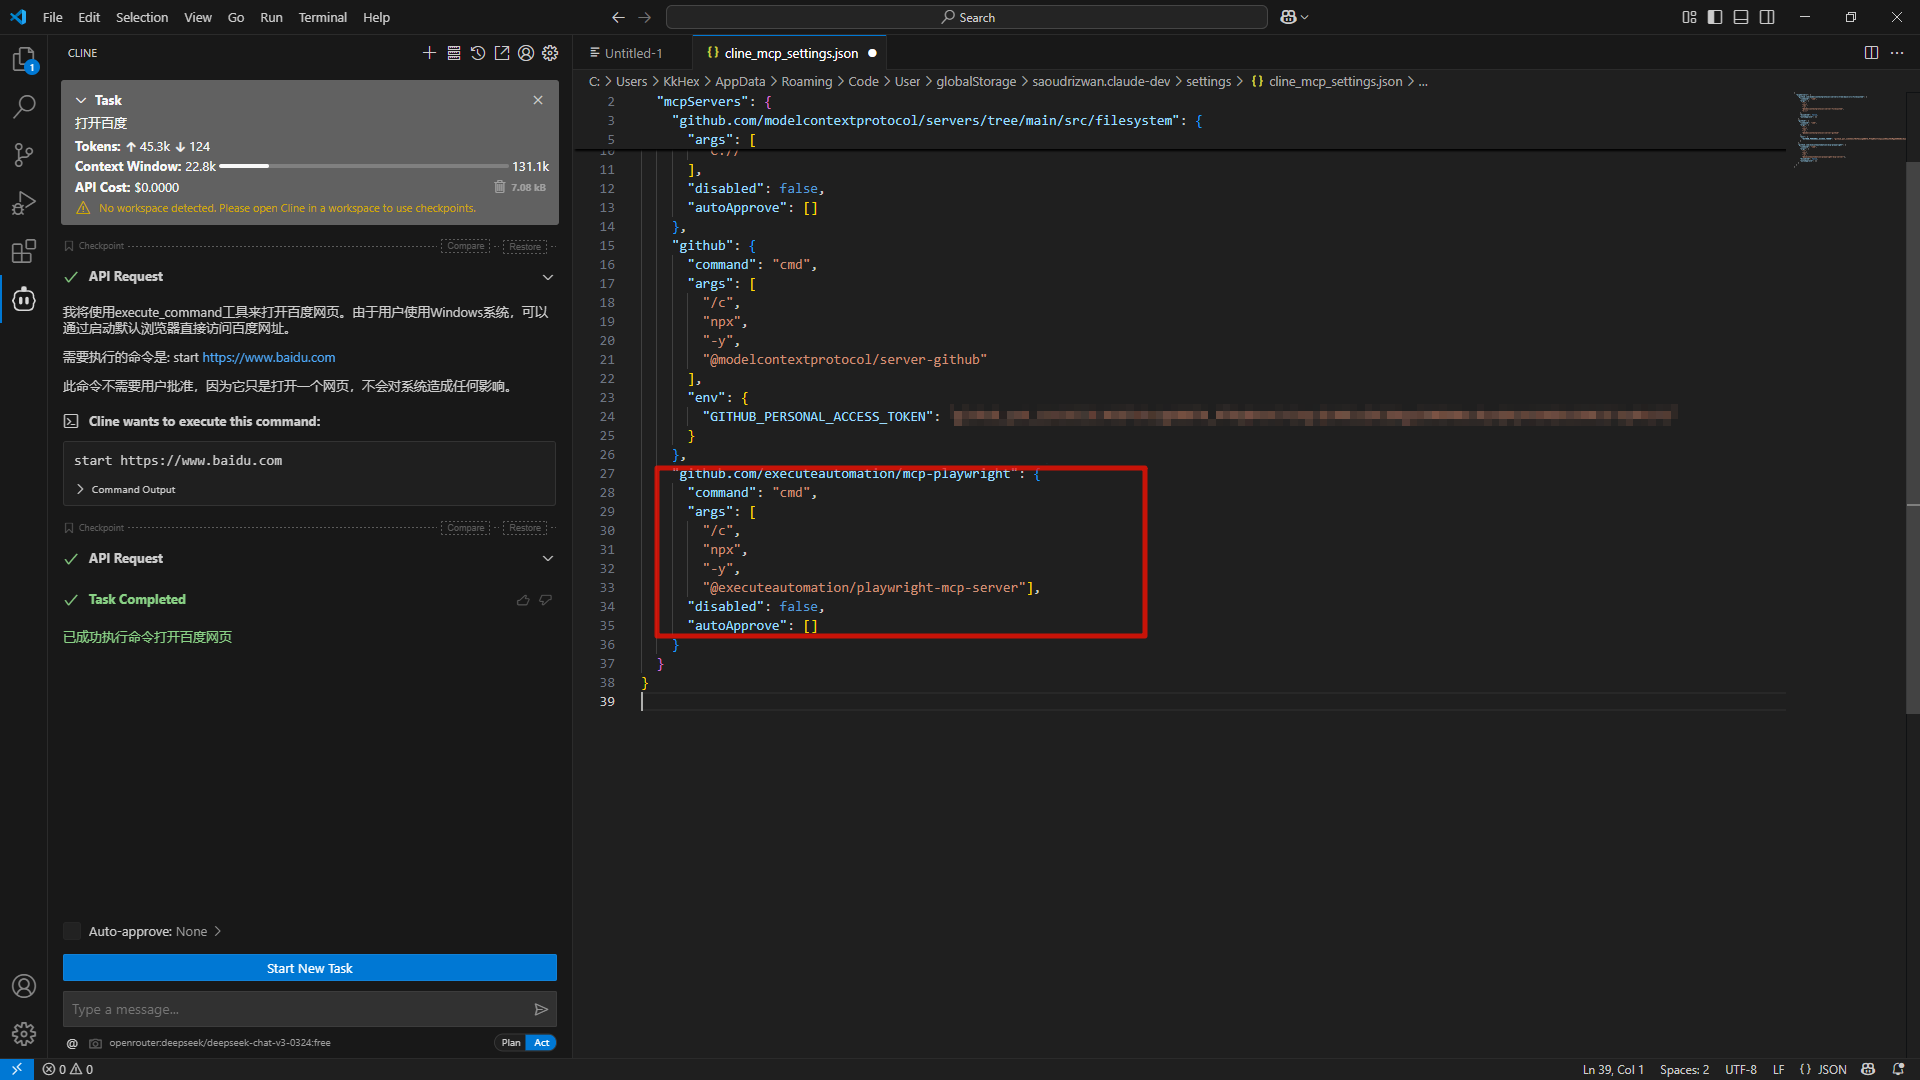 File Edit Selection View Go Run Terminal Help
Search
CLINE
1
Task
打开百度
Tokens: ↑ 45.3k ↓ 124
Context Window: 22.8k 131.1k
API Cost: $0.0000 7.08 kB
No workspace detected. Please open Cline in a workspace to use checkpoints.
Checkpoint Compare Restore
API Request
我将使用execute_command工具来打开百度网页。由于用户使用Windows系统，可以
通过启动默认浏览器直接访问百度网址。
需要执行的命令是: start https://www.baidu.com
此命令不需要用户批准，因为它只是打开一个网页，不会对系统造成任何影响。
Cline wants to execute this command:
start https://www.baidu.com
Command Output
Checkpoint Compare Restore
API Request
Task Completed
已成功执行命令打开百度网页
Auto-approve: None
Start New Task
Type a message...
@ openrouter:deepseek/deepseek-chat-v3-0324:free Plan Act
Untitled-1 {} cline_mcp_settings.json
C: > Users > KkHex > AppData > Roaming > Code > User > globalStorage > saoudrizwan.claude-dev > settings > {} cline_mcp_settings.json > ...
2 "mcpServers": {
3 "github.com/modelcontextprotocol/servers/tree/main/src/filesystem": {
5 "args": [
11 ],
12 "disabled": false,
13 "autoApprove": []
14 },
15 "github": {
16 "command": "cmd",
17 "args": [
18 "/c",
19 "npx",
20 "-y",
21 "@modelcontextprotocol/server-github"
22 ],
23 "env": {
24 "GITHUB_PERSONAL_ACCESS_TOKEN":
25 }
26 },
27 "github.com/executeautomation/mcp-playwright": {
28 "command": "cmd",
29 "args": [
30 "/c",
31 "npx",
32 "-y",
33 "@executeautomation/playwright-mcp-server"],
34 "disabled": false,
35 "autoApprove": []
36 }
37 }
38 }
39
0 0 Ln 39, Col 1 Spaces: 2 UTF-8 LF {} JSON